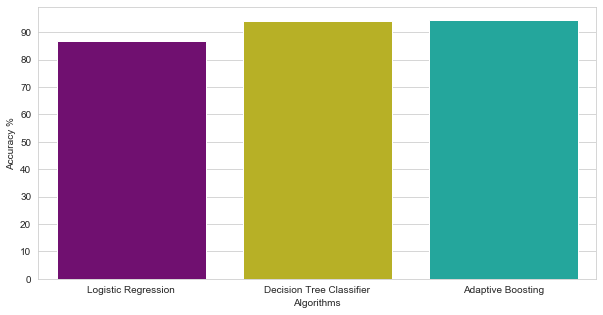 Accuracy %
90
80
70
60
50
40
30
20
10
0
Logistic Regression
Decision Tree Classifier
Adaptive Boosting
Algorithms